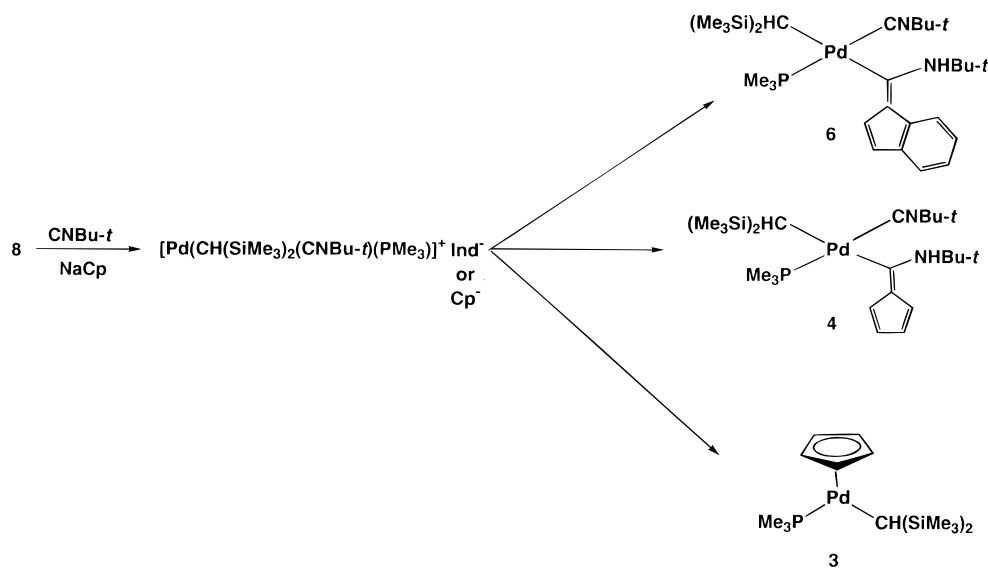 (Me3Si)2HC CNBu-t
Pd
Me3P NHBu-t
6
(Me3Si)2HC CNBu-t
8 CNBu-t [Pd(CH(SiMe3)2(CNBu-t)(PMe3)]+ Ind- Pd NHBu-t
NaCp or Me3P
Cp-
4
Pd
Me3P CH(SiMe3)2
3